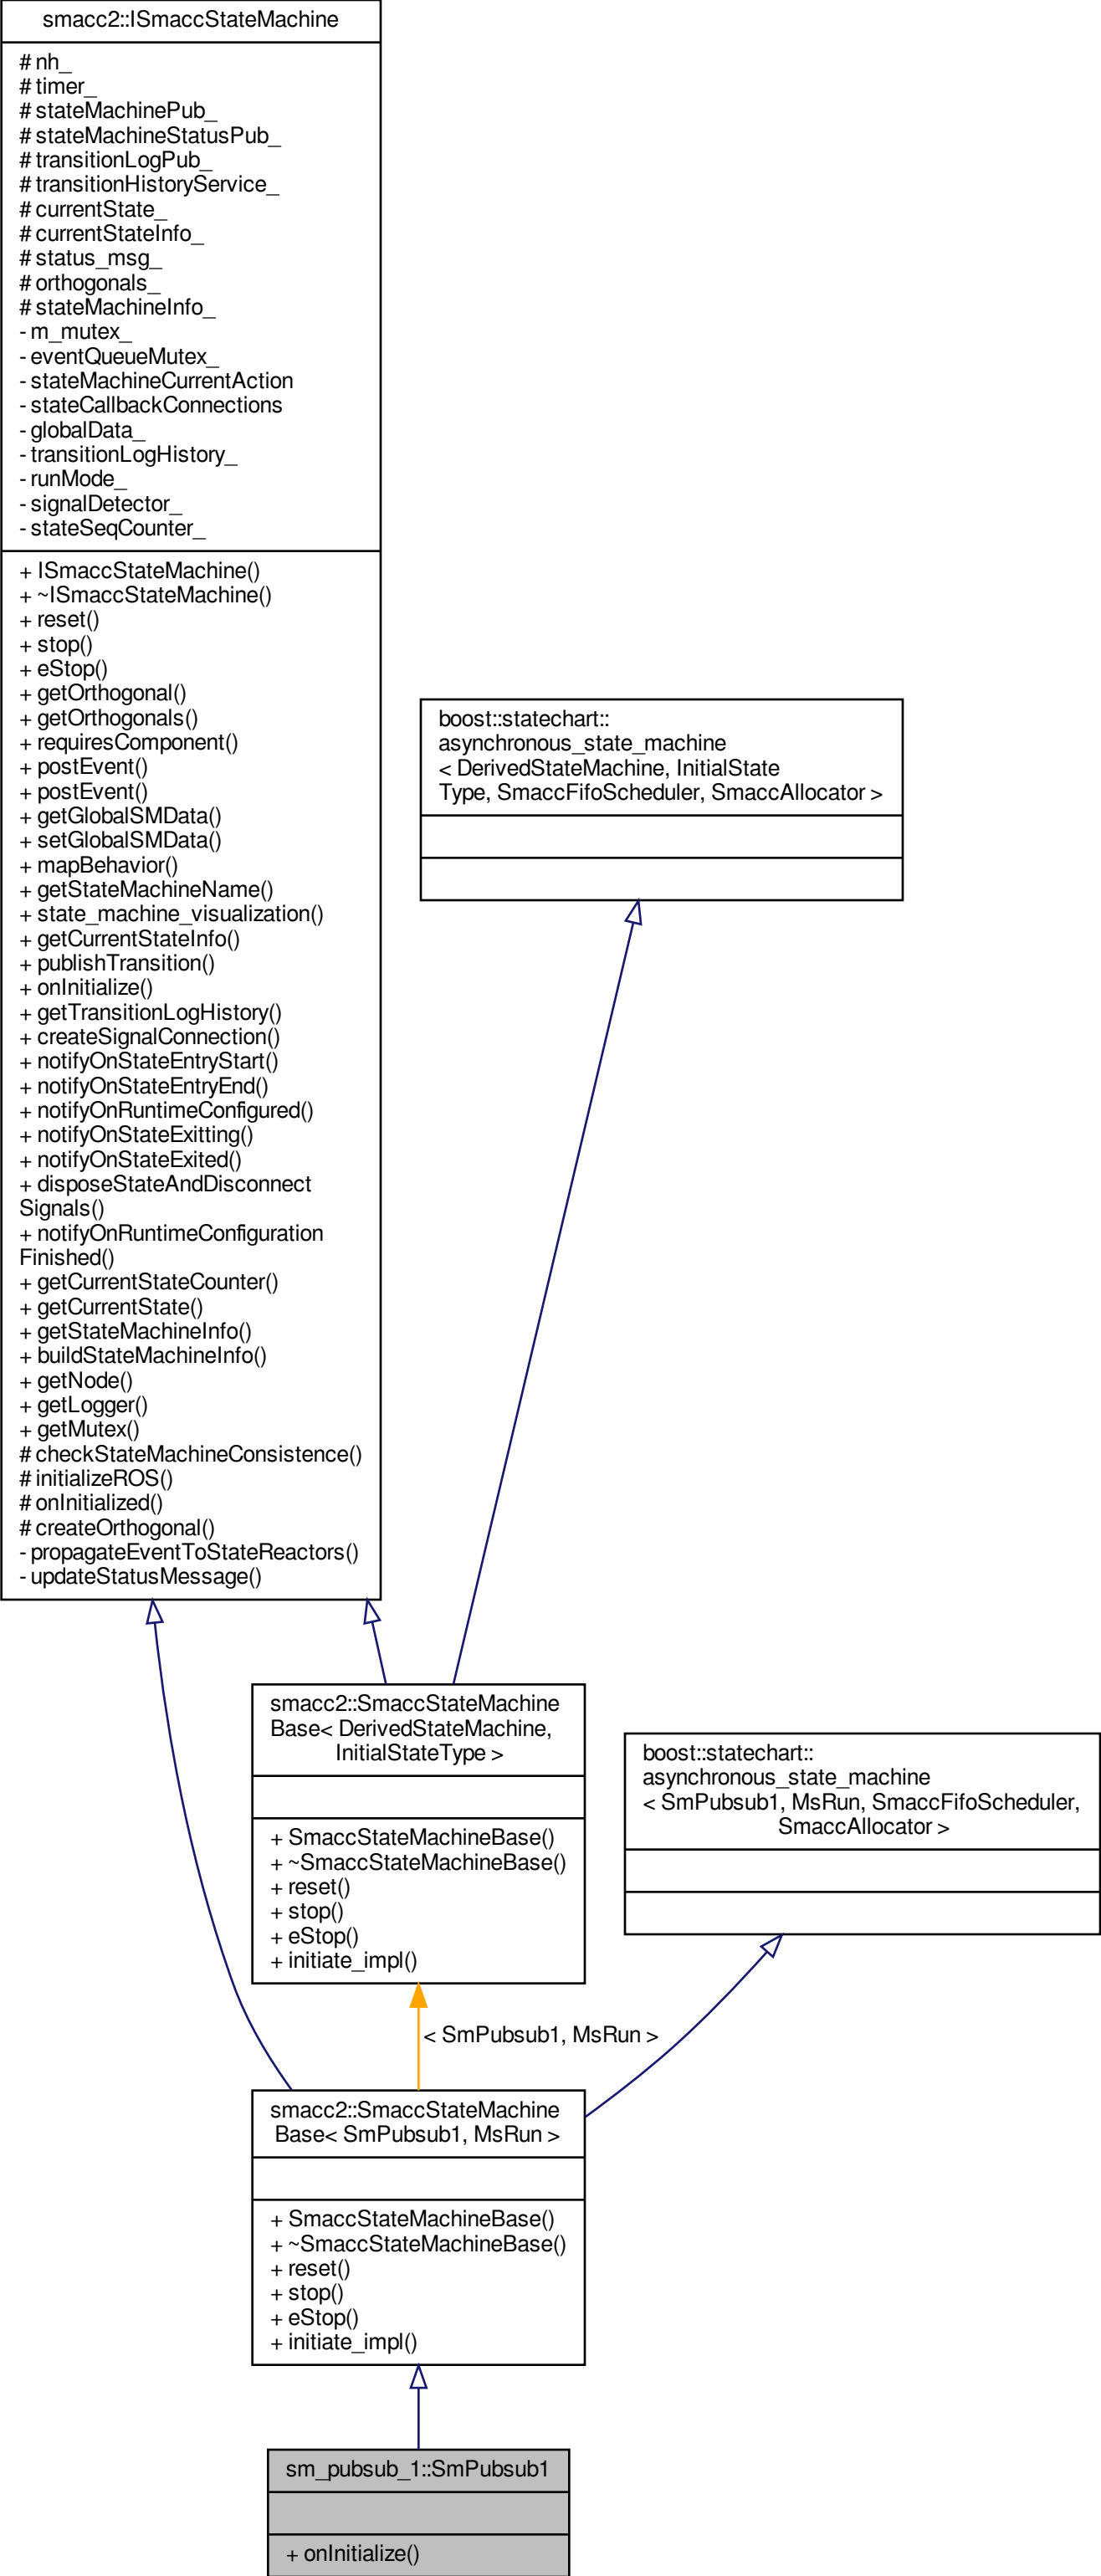 smacc2::ISmaccStateMachine
# nh_
# timer_
# stateMachinePub_
# stateMachineStatusPub_
# transitionLogPub_
# transitionHistoryService_
# currentState_
# currentStateInfo_
# status_msg_
# orthogonals_
# stateMachineInfo_
- m_mutex_
- eventQueueMutex_
- stateMachineCurrentAction
- stateCallbackConnections
- globalData_
- transitionLogHistory_
- runMode_
- signalDetector_
- stateSeqCounter_
+ ISmaccStateMachine()
+ ~ISmaccStateMachine()
+ reset()
+ stop()
+ eStop()
+ getOrthogonal()
+ getOrthogonals()
+ requiresComponent()
+ postEvent()
+ postEvent()
+ getGlobalSMData()
+ setGlobalSMData()
+ mapBehavior()
+ getStateMachineName()
+ state_machine_visualization()
+ getCurrentStateInfo()
+ publishTransition()
+ onInitialize()
+ getTransitionLogHistory()
+ createSignalConnection()
+ notifyOnStateEntryStart()
+ notifyOnStateEntryEnd()
+ notifyOnRuntimeConfigured()
+ notifyOnStateExitting()
+ notifyOnStateExited()
+ disposeStateAndDisconnect
Signals()
+ notifyOnRuntimeConfiguration
Finished()
+ getCurrentStateCounter()
+ getCurrentState()
+ getStateMachineInfo()
+ buildStateMachineInfo()
+ getNode()
+ getLogger()
+ getMutex()
# checkStateMachineConsistence()
# initializeROS()
# onInitialized()
# createOrthogonal()
- propagateEventToStateReactors()
- updateStatusMessage()
boost::statechart::
asynchronous_state_machine
< DerivedStateMachine, InitialState
Type, SmaccFifoScheduler, SmaccAllocator >
smacc2::SmaccStateMachine
Base< DerivedStateMachine,
InitialStateType >
+ SmaccStateMachineBase()
+ ~SmaccStateMachineBase()
+ reset()
+ stop()
+ eStop()
+ initiate_impl()
boost::statechart::
asynchronous_state_machine
< SmPubsub1, MsRun, SmaccFifoScheduler,
SmaccAllocator >
< SmPubsub1, MsRun >
smacc2::SmaccStateMachine
Base< SmPubsub1, MsRun >
+ SmaccStateMachineBase()
+ ~SmaccStateMachineBase()
+ reset()
+ stop()
+ eStop()
+ initiate_impl()
sm_pubsub_1::SmPubsub1
+ onInitialize()